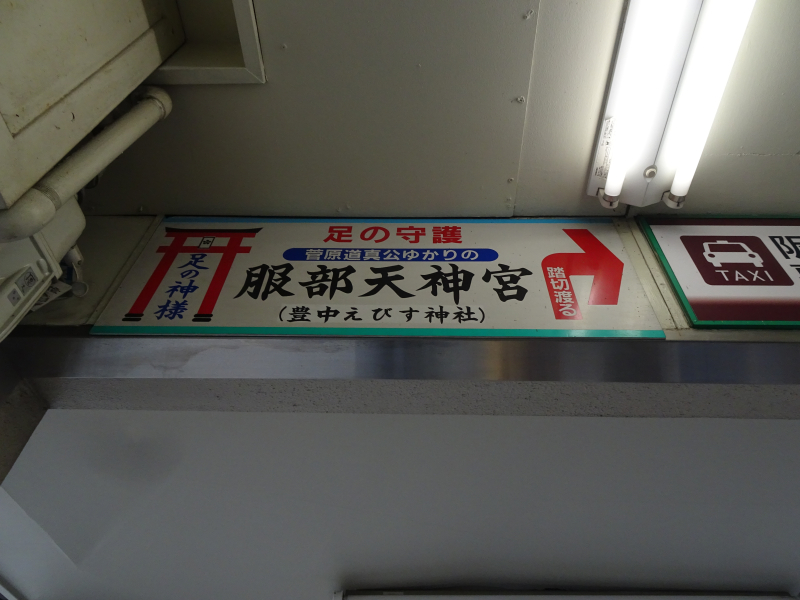 足の神様
足の守護
菅原道真公ゆかりの
服部天神宮
(豊中えびす神社)
踏切渡る
TAXI
阪